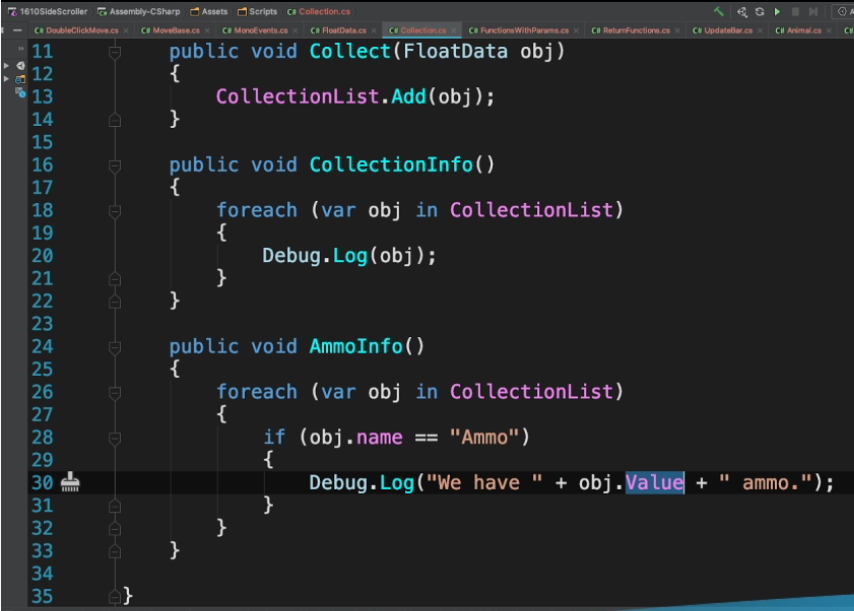 1610SideScroller Assembly-CSharp Assets Scripts C# Collection.cs
C# DoubleClickMove.cs × C# MoveBase.cs × C# MonoEvents.cs × C# FloatData.cs × C# Collection.cs × C# FunctionsWithParams.cs × C# ReturnFunctions.cs × C# UpdateBar.cs × C# Animal.cs × C#
11 public void Collect(FloatData obj)
12 {
13 CollectionList.Add(obj);
14 }
15
16 public void CollectionInfo()
17 {
18 foreach (var obj in CollectionList)
19 {
20 Debug.Log(obj);
21 }
22 }
23
24 public void AmmoInfo()
25 {
26 foreach (var obj in CollectionList)
27 {
28 if (obj.name == "Ammo")
29 {
30 Debug.Log("We have " + obj.Value + " ammo.");
31 }
32 }
33 }
34
35 }